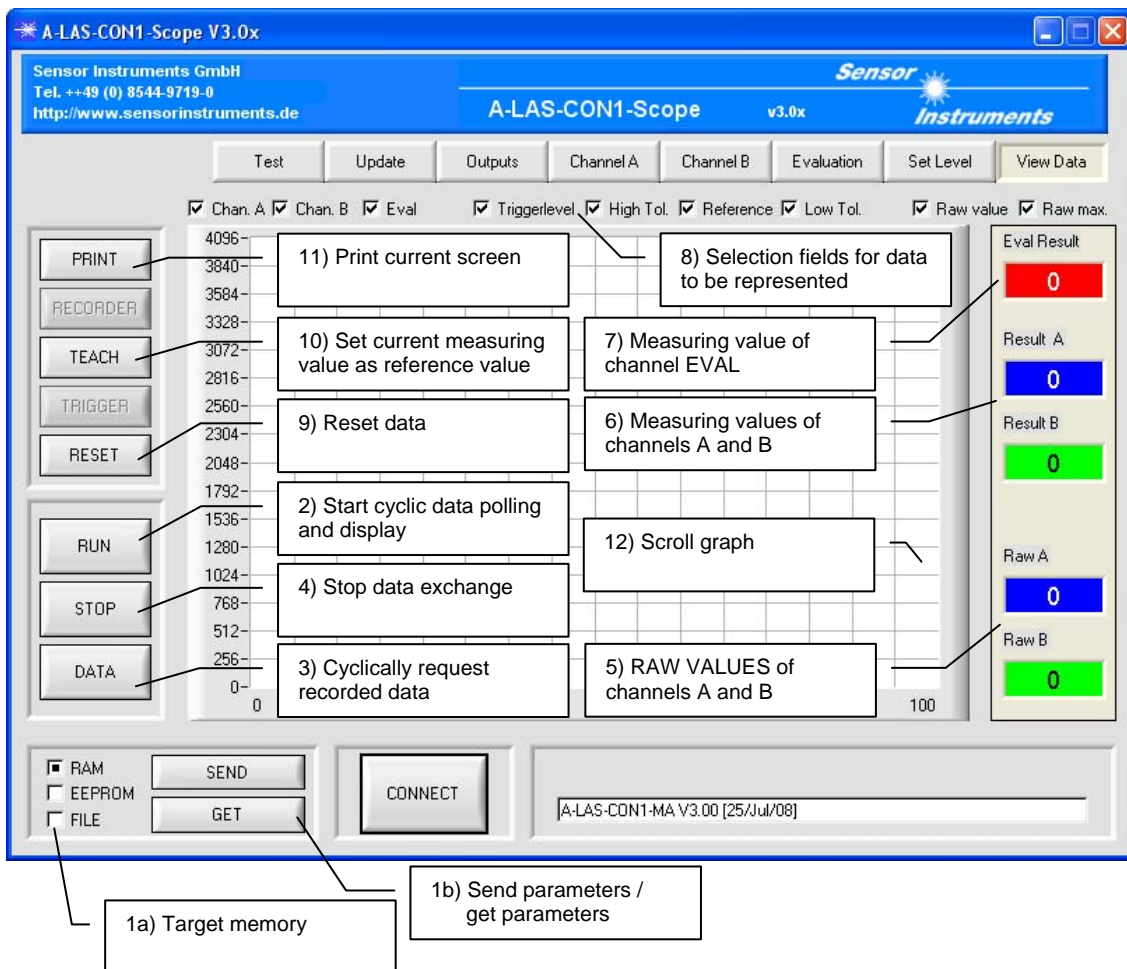 A-LAS-CON1-Scope V3.0x
Sensor Instruments GmbH
Tel. ++49 (0) 8544-9719-0
http://www.sensorinstruments.de
A-LAS-CON1-Scope v3.0x
Sensor
Instruments
Test Update Outputs Channel A Channel B Evaluation Set Level View Data
Chan. A Chan. B Eval Triggerlevel High Tol. Reference Low Tol. Raw value Raw max.
PRINT
RECORDER
TEACH
TRIGGER
RESET
RUN
STOP
DATA
4096
3840
3584
3328
3072
2816
2560
2304
2048
1792
1536
1280
1024
768
512
256
0
0 100
11) Print current screen
8) Selection fields for data
to be represented
10) Set current measuring
value as reference value
7) Measuring value of
channel EVAL
9) Reset data
6) Measuring values of
channels A and B
2) Start cyclic data polling
and display
12) Scroll graph
4) Stop data exchange
3) Cyclically request
recorded data
5) RAW VALUES of
channels A and B
Eval Result
0
Result A
0
Result B
0
Raw A
0
Raw B
0
RAM
EEPROM
FILE
SEND
GET
CONNECT
A-LAS-CON1-MA V3.00 [25/Jul/08]
1b) Send parameters /
get parameters
1a) Target memory